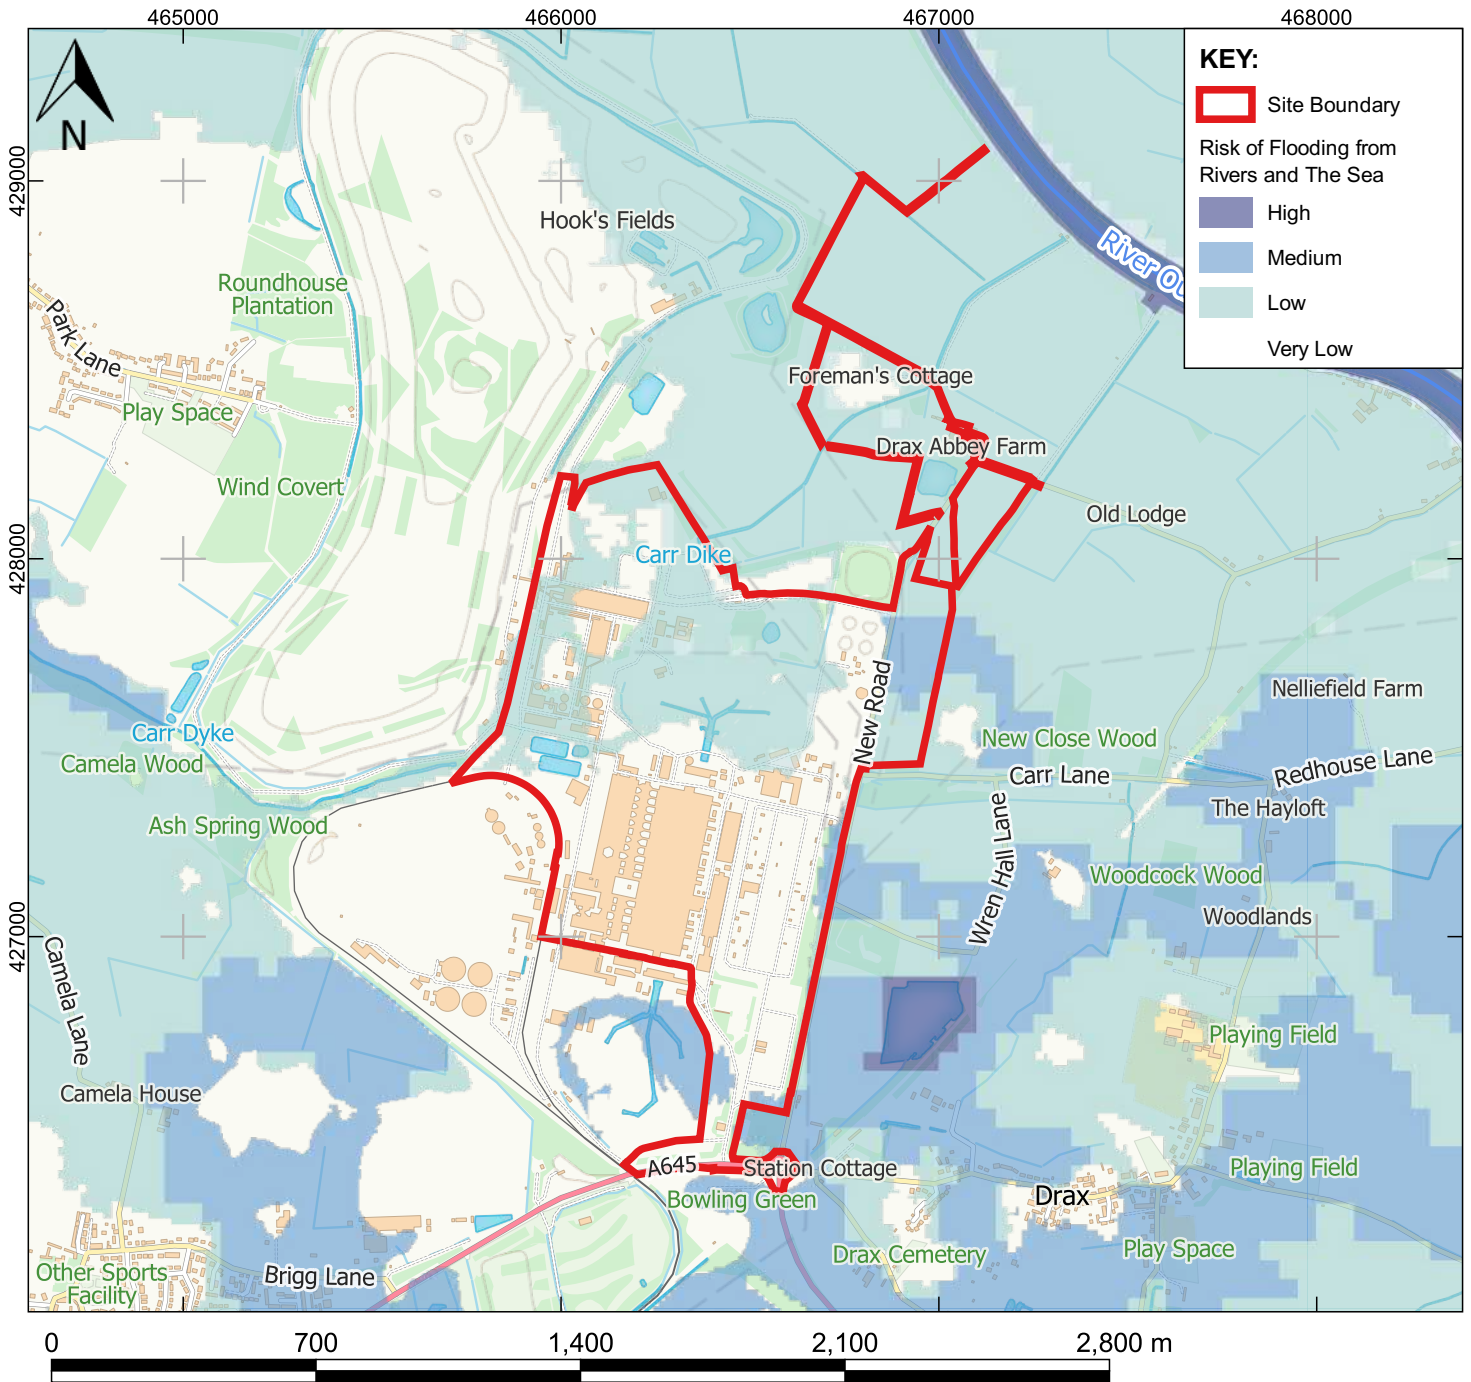 465000
466000
467000
468000
429000
428000
427000
N
KEY:
Site Boundary
Risk of Flooding from
Rivers and The Sea
High
Medium
Low
Very Low
River Ou
Hook's Fields
Roundhouse
Plantation
Park Lane
Play Space
Wind Covert
Foreman's Cottage
Drax Abbey Farm
Old Lodge
Carr Dike
Carr Dyke
Camela Wood
Ash Spring Wood
New Road
Nelliefield Farm
New Close Wood
Carr Lane
Redhouse Lane
The Hayloft
Wren Hall Lane
Woodcock Wood
Woodlands
Camela Lane
Camela House
Playing Field
A645
Station Cottage
Bowling Green
Playing Field
Drax
Drax Cemetery
Play Space
Other Sports
Facility
Brigg Lane
0
700
1,400
2,100
2,800 m